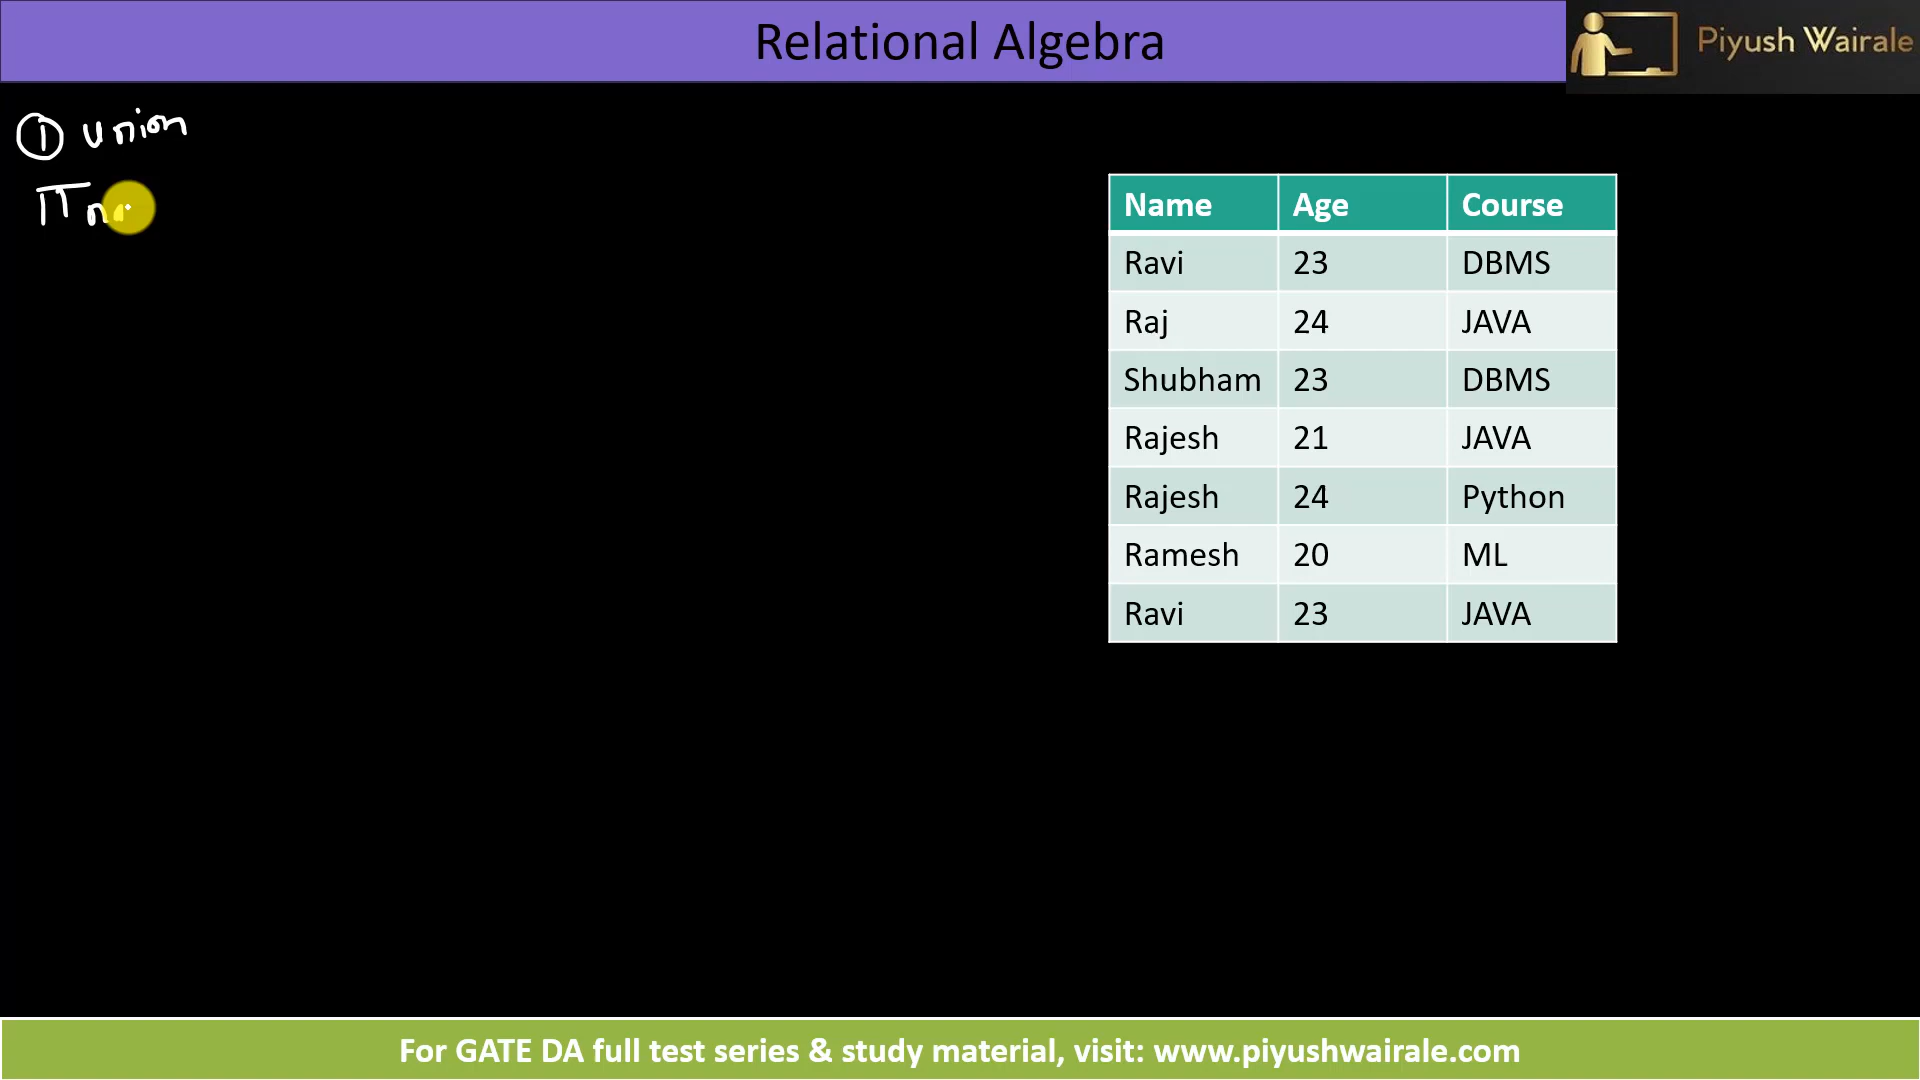 Relational Algebra
Piyush Wairale
① union
π na
Name Age Course
Ravi 23 DBMS
Raj 24 JAVA
Shubham 23 DBMS
Rajesh 21 JAVA
Rajesh 24 Python
Ramesh 20 ML
Ravi 23 JAVA
For GATE DA full test series & study material, visit: www.piyushwairale.com